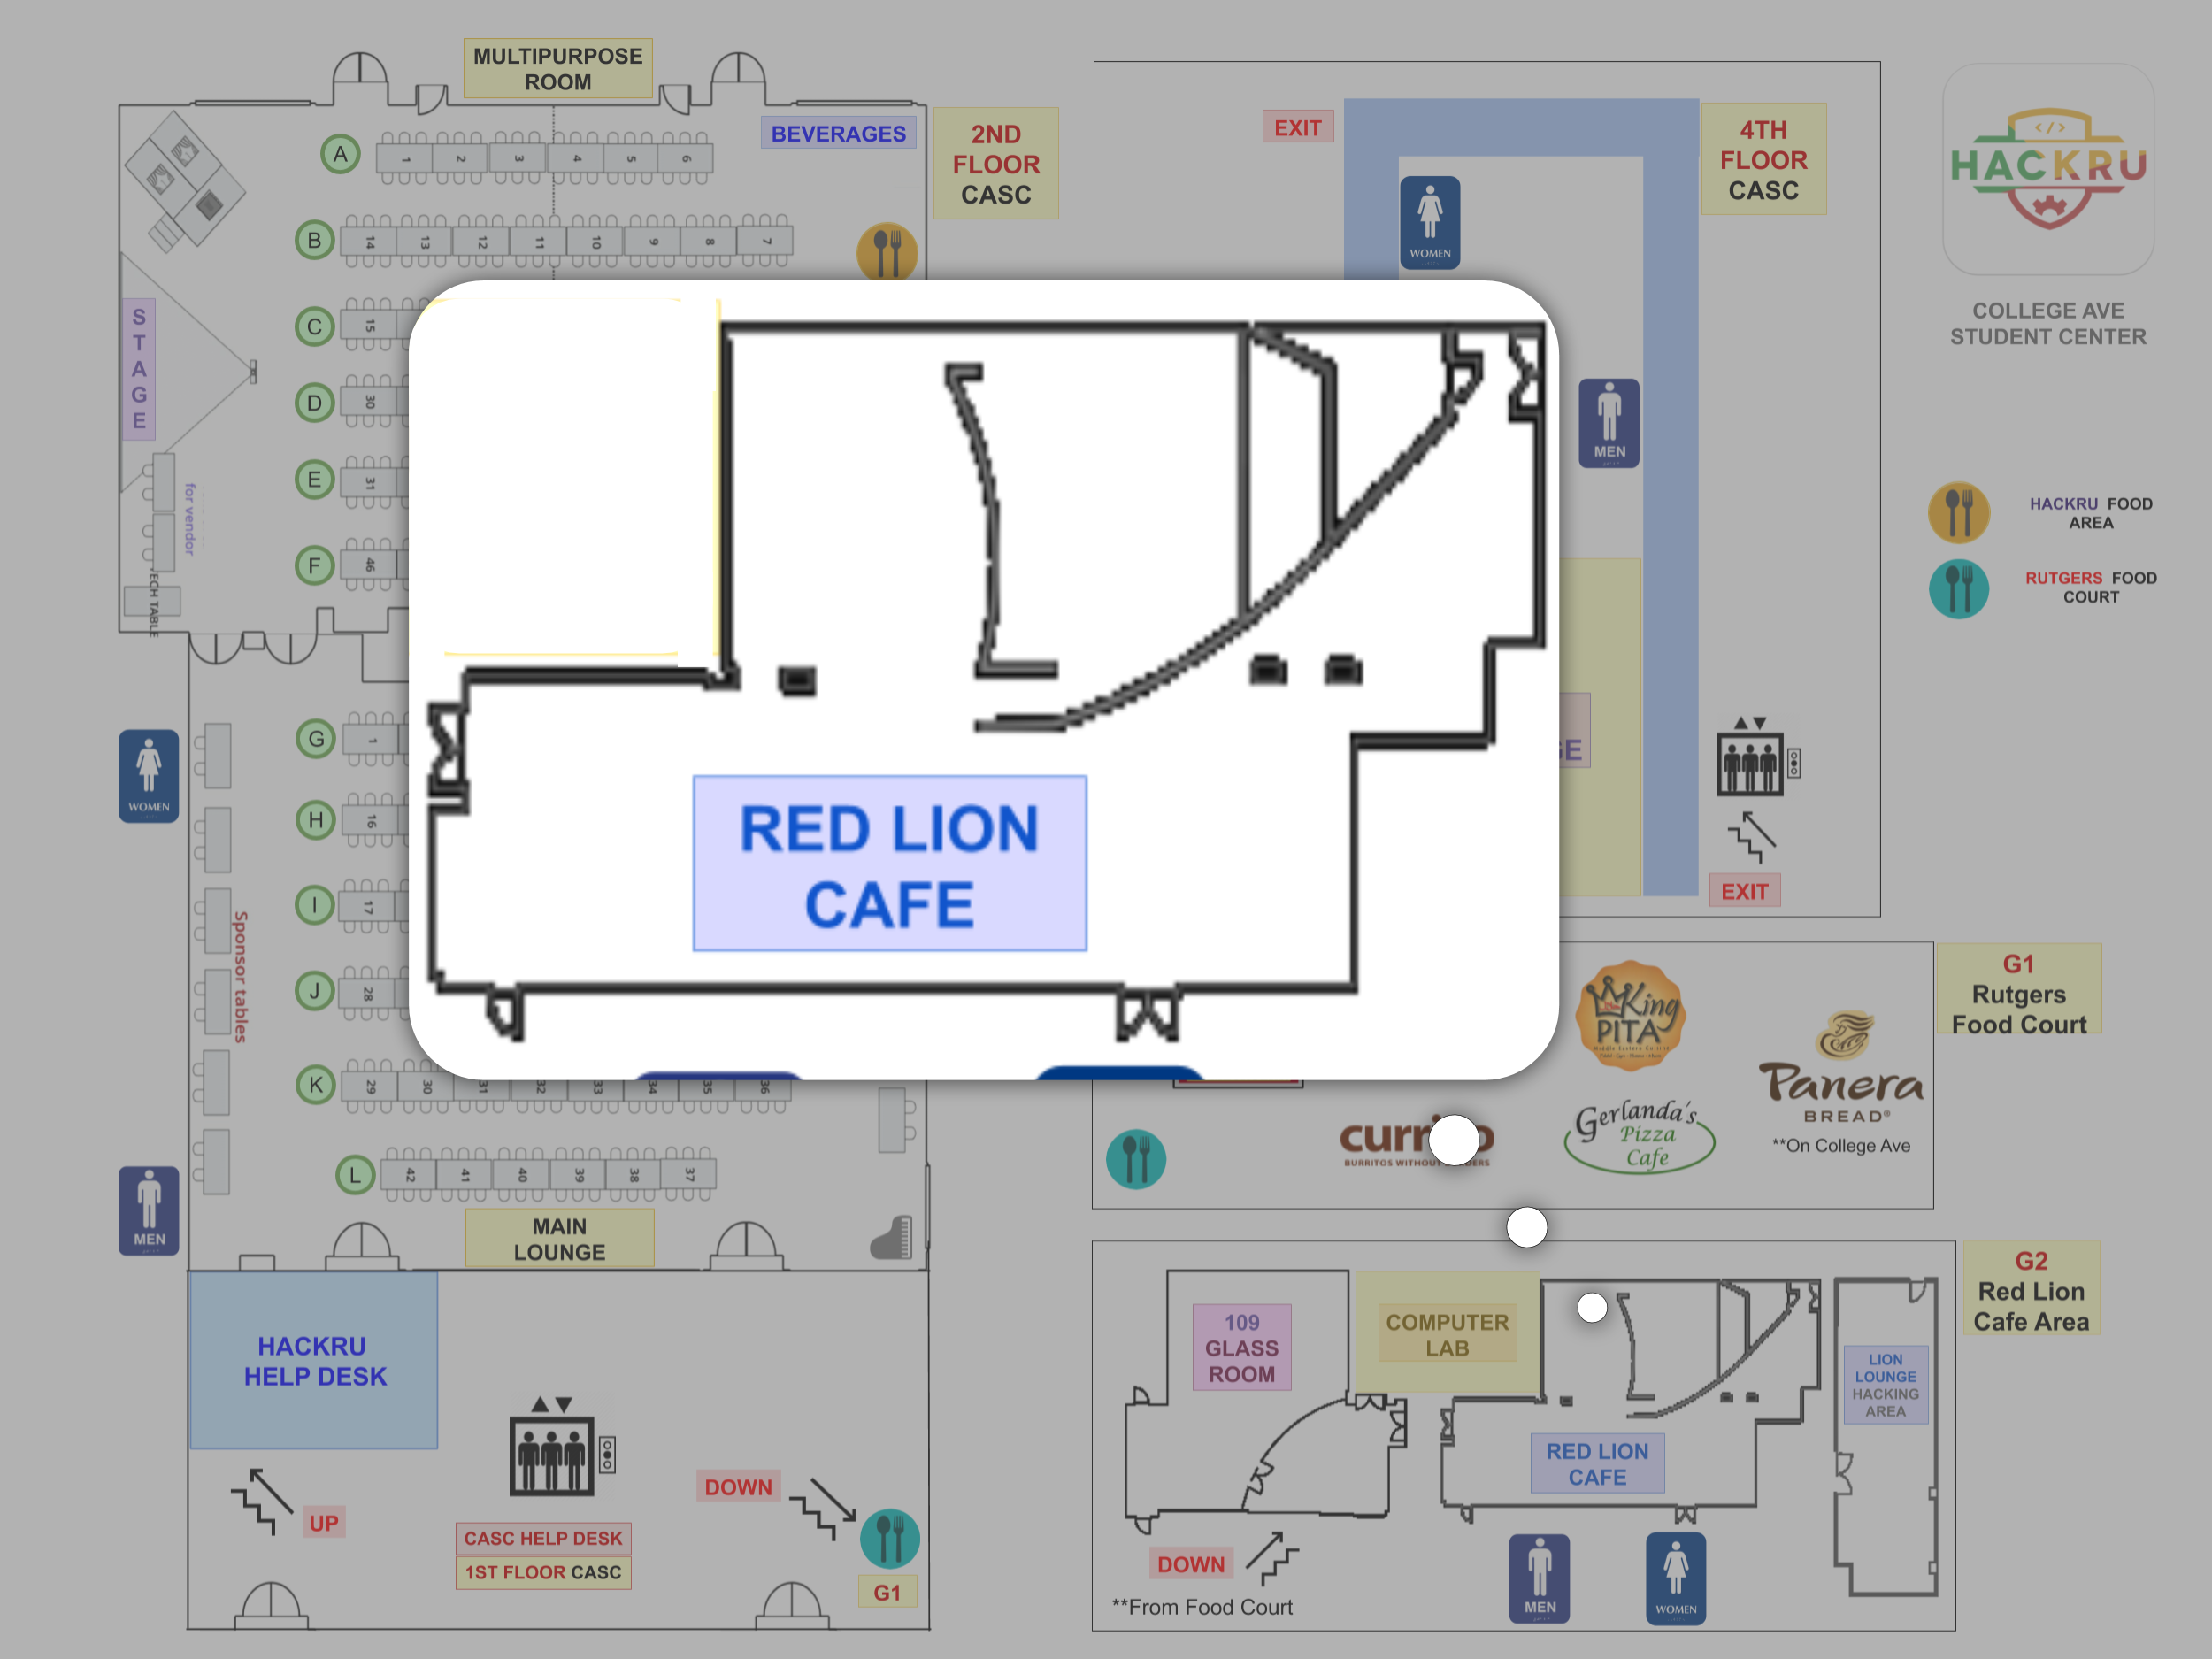 MULTIPURPOSE
ROOM
BEVERAGES
2ND
FLOOR
CASC
A
1 2 3 4 5 6
B
14 13 12 11 10 9 8 7
C
15
D
30
E
31
F
46
S
T
A
G
E
for vendor
TECH TABLE
WOMEN
G
1
H
16
I
17
J
28
K
29 30 31 32 33 34 35 36
L
42 41 40 39 38 37
Sponsor tables
MEN
MAIN
LOUNGE
HACKRU
HELP DESK
UP
CASC HELP DESK
1ST FLOOR CASC
DOWN
G1
RED LION
CAFE
EXIT
4TH
FLOOR
CASC
WOMEN
MEN
GE
EXIT
</>
HACKRU
COLLEGE AVE
STUDENT CENTER
HACKRU FOOD
AREA
RUTGERS FOOD
COURT
King
PITA
Middle Eastern Cuisine
Panera
BREAD®
**On College Ave
Gerlanda's
Pizza
Cafe
BURRITOS WITHOUT
G1
Rutgers
Food Court
109
GLASS
ROOM
COMPUTER
LAB
RED LION
CAFE
LION
LOUNGE
HACKING
AREA
G2
Red Lion
Cafe Area
DOWN
**From Food Court
MEN
WOMEN